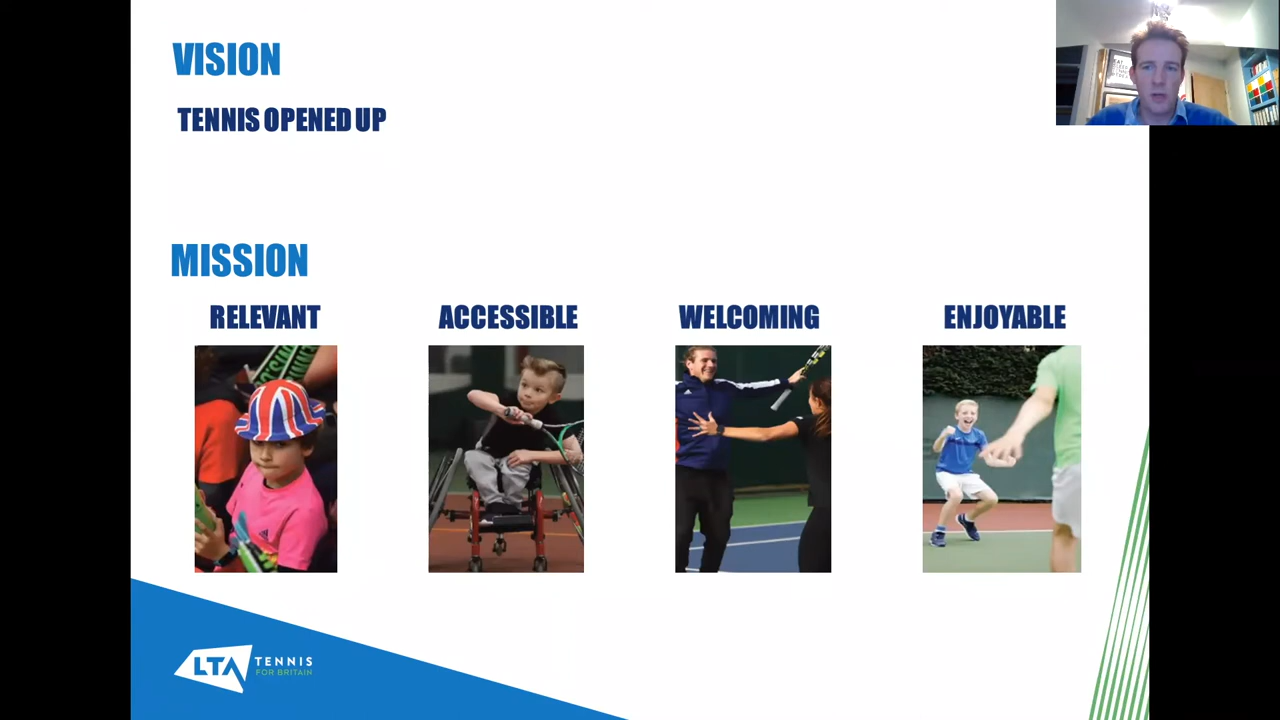 VISION
TENNIS OPENED UP
MISSION
RELEVANT
ACCESSIBLE
WELCOMING
ENJOYABLE
LTA TENNIS
FOR BRITAIN